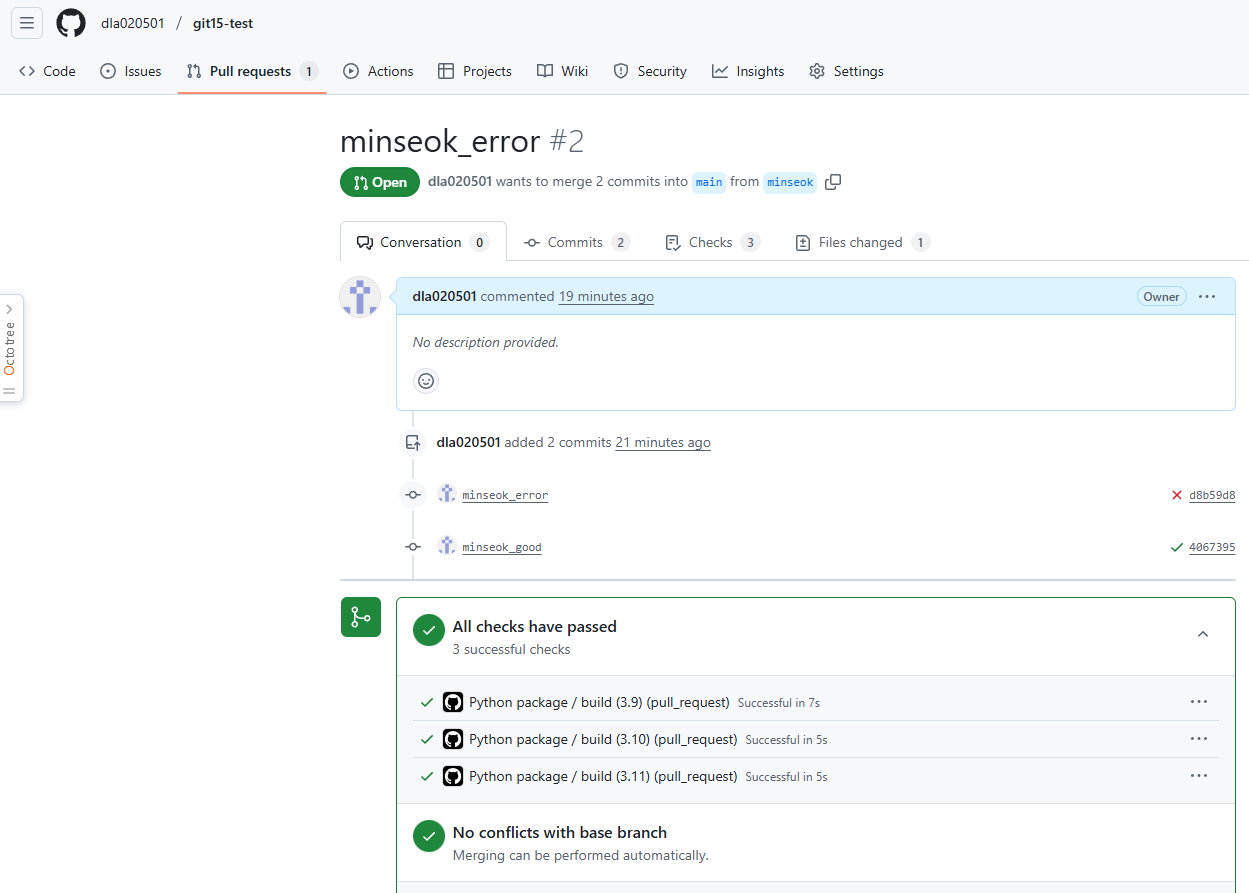 dla020501 / git15-test
Code Issues Pull requests 1 Actions Projects Wiki Security Insights Settings
minseok_error #2
Open dla020501 wants to merge 2 commits into main from minseok
Conversation 0 Commits 2 Checks 3 Files changed 1
dla020501 commented 19 minutes ago Owner
No description provided.
Octotree
dla020501 added 2 commits 21 minutes ago
minseok_error d8b59d8
minseok_good 4067395
All checks have passed
3 successful checks
Python package / build (3.9) (pull_request) Successful in 7s
Python package / build (3.10) (pull_request) Successful in 5s
Python package / build (3.11) (pull_request) Successful in 5s
No conflicts with base branch
Merging can be performed automatically.